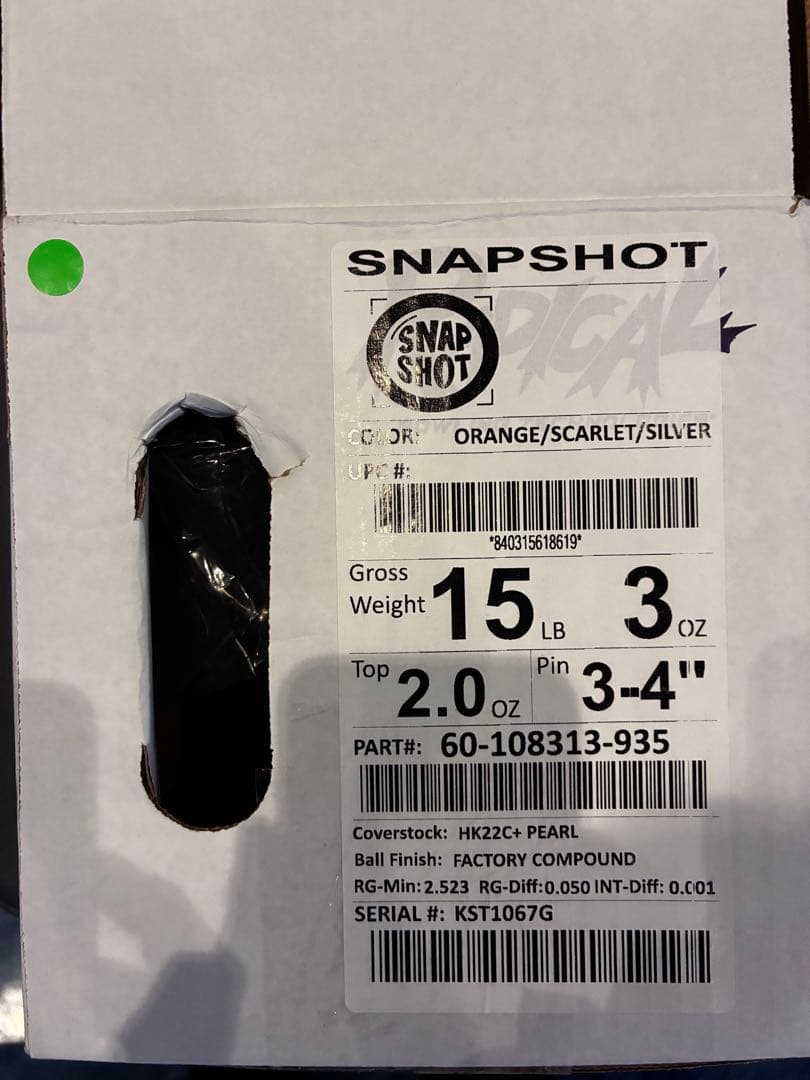 SNAPSHOT
SNAP
SHOT
COLOR: ORANGE/SCARLET/SILVER
UPC #:
*840315618619*
Gross
Weight 15 LB 3 OZ
Top 2.0 OZ Pin 3-4"
PART#: 60-108313-935
Coverstock: HK22C+ PEARL
Ball Finish: FACTORY COMPOUND
RG-Min: 2.523 RG-Diff: 0.050 INT-Diff: 0.001
SERIAL #: KST1067G